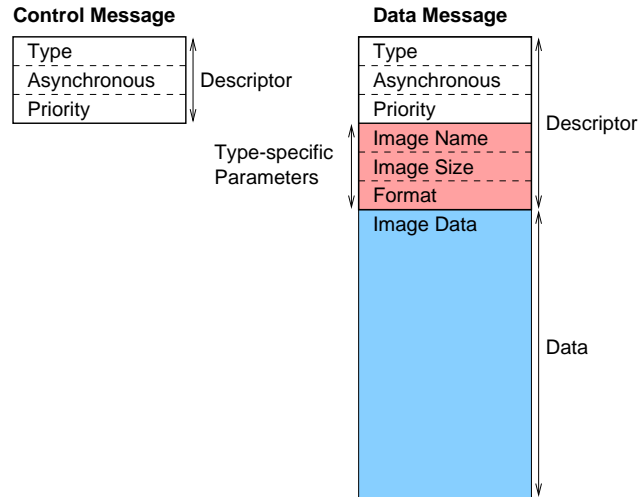 Control Message
Type
Asynchronous
Priority
Descriptor
Data Message
Type
Asynchronous
Priority
Image Name
Image Size
Format
Image Data
Type-specific
Parameters
Descriptor
Data